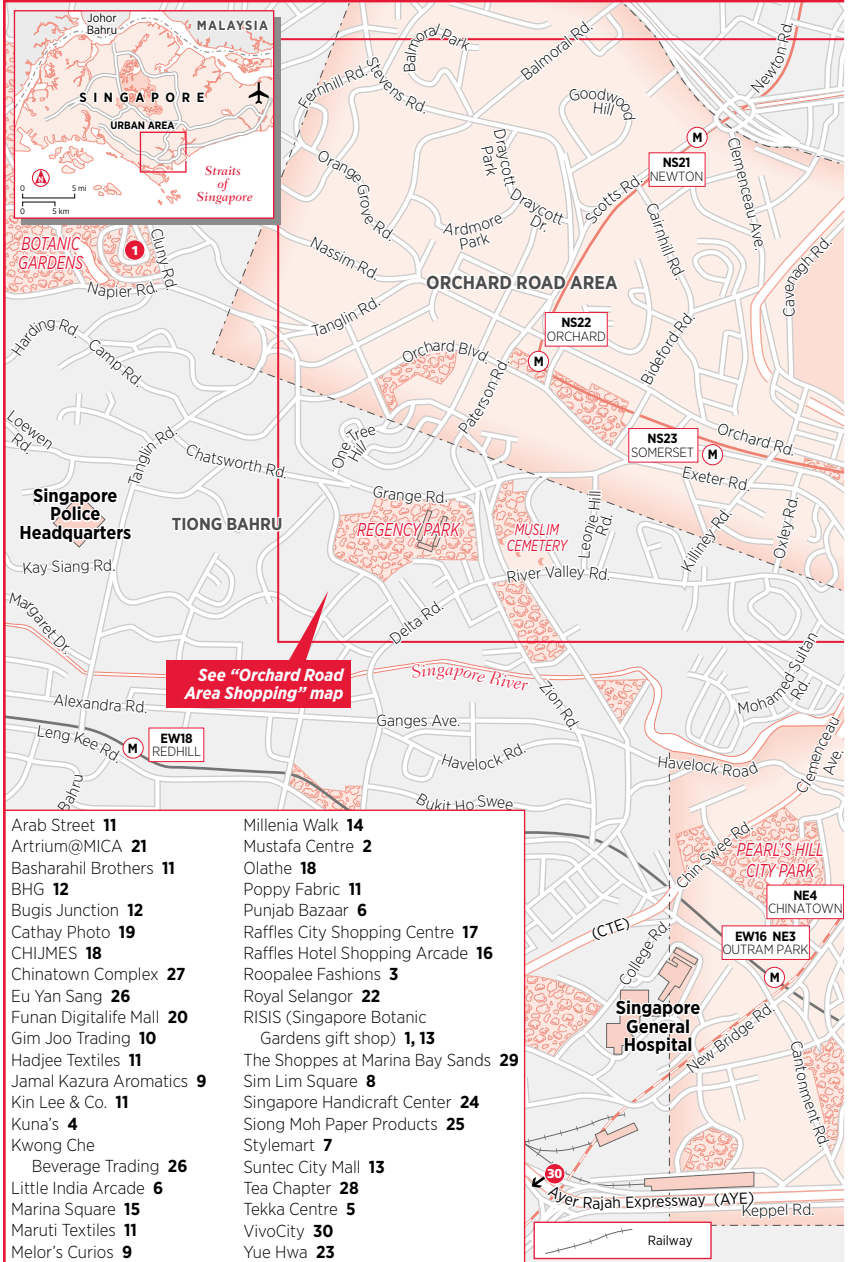 Johor
Bahru
MALAYSIA
SINGAPORE
URBAN AREA
Straits
of
Singapore
0 5 mi
0 5 km
Balmoral Park
Balmoral Rd.
Newton Rd.
Fernhill Rd.
Stevens Rd.
Goodwood
Hill
M
NS21
NEWTON
Draycott
Park
Draycott
Dr.
Scotts Rd.
Clemenceau Ave.
Orange Grove Rd.
Ardmore
Park
Cairnhill Rd.
Cavenagh Rd.
BOTANIC
GARDENS
1
Cluny Rd.
Nassim Rd.
Napier Rd.
ORCHARD ROAD AREA
Tanglin Rd.
NS22
ORCHARD
M
Bideford Rd.
Harding Rd.
Camp Rd.
Orchard Blvd.
Paterson Rd.
Loewen
Rd.
Tanglin Rd.
One Tree
Hill
NS23
SOMERSET
M
Orchard Rd.
Exeter Rd.
Chatsworth Rd.
Grange Rd.
Singapore
Police
Headquarters
TIONG BAHRU
REGENCY PARK
MUSLIM
CEMETERY
Leonie Hill
Rd.
Killiney Rd.
Oxley Rd.
Kay Siang Rd.
River Valley Rd.
Margaret Dr.
Delta Rd.
See “Orchard Road
Area Shopping” map
Singapore River
Zion Rd.
Mohamed Sultan
Rd.
Alexandra Rd.
Ganges Ave.
Leng Kee Rd.
M
EW18
REDHILL
Havelock Rd.
Havelock Road
Clemenceau
Ave.
Bahru
Bukit Ho Swee
Chin Swee Rd.
PEARL'S HILL
CITY PARK
NE4
CHINATOWN
(CTE)
College Rd.
EW16 NE3
OUTRAM PARK
M
Singapore
General
Hospital
New Bridge Rd.
Cantonment Rd.
30
Ayer Rajah Expressway (AYE)
Keppel Rd.
Railway
Arab Street 11
Artrium@MICA 21
Basharahil Brothers 11
BHG 12
Bugis Junction 12
Cathay Photo 19
CHIJMES 18
Chinatown Complex 27
Eu Yan Sang 26
Funan Digitalife Mall 20
Gim Joo Trading 10
Hadjee Textiles 11
Jamal Kazura Aromatics 9
Kin Lee & Co. 11
Kuna's 4
Kwong Che
Beverage Trading 26
Little India Arcade 6
Marina Square 15
Maruti Textiles 11
Melor's Curios 9
Millenia Walk 14
Mustafa Centre 2
Olathe 18
Poppy Fabric 11
Punjab Bazaar 6
Raffles City Shopping Centre 17
Raffles Hotel Shopping Arcade 16
Roopalee Fashions 3
Royal Selangor 22
RISIS (Singapore Botanic
Gardens gift shop) 1, 13
The Shoppes at Marina Bay Sands 29
Sim Lim Square 8
Singapore Handicraft Center 24
Siong Moh Paper Products 25
Stylemart 7
Suntec City Mall 13
Tea Chapter 28
Tekka Centre 5
VivoCity 30
Yue Hwa 23